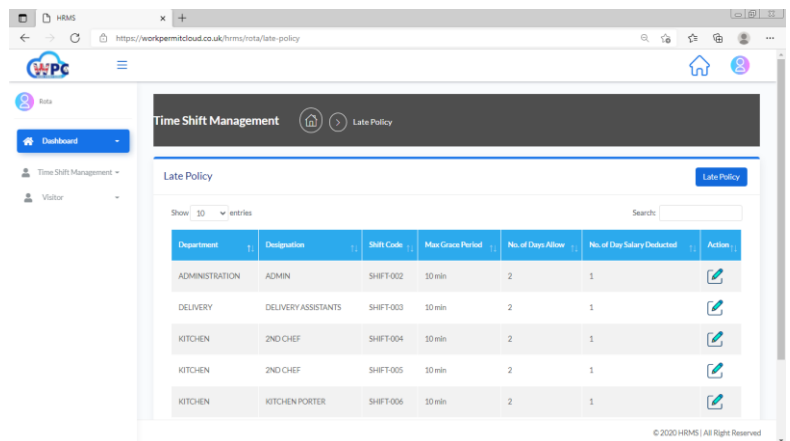 HRMS
https://workpermitcloud.co.uk/hrms/rota/late-policy
WPC
Rota
Dashboard
Time Shift Management
Visitor
Time Shift Management Late Policy
Late Policy Late Policy
Show 10 entries Search:
Department Designation Shift Code Max Grace Period No. of Days Allow No. of Day Salary Deducted Action
ADMINISTRATION ADMIN SHIFT-002 10 min 2 1
DELIVERY DELIVERY ASSISTANTS SHIFT-003 10 min 2 1
KITCHEN 2ND CHEF SHIFT-004 10 min 2 1
KITCHEN 2ND CHEF SHIFT-005 10 min 2 1
KITCHEN KITCHEN PORTER SHIFT-006 10 min 2 1
© 2020 HRMS | All Right Reserved